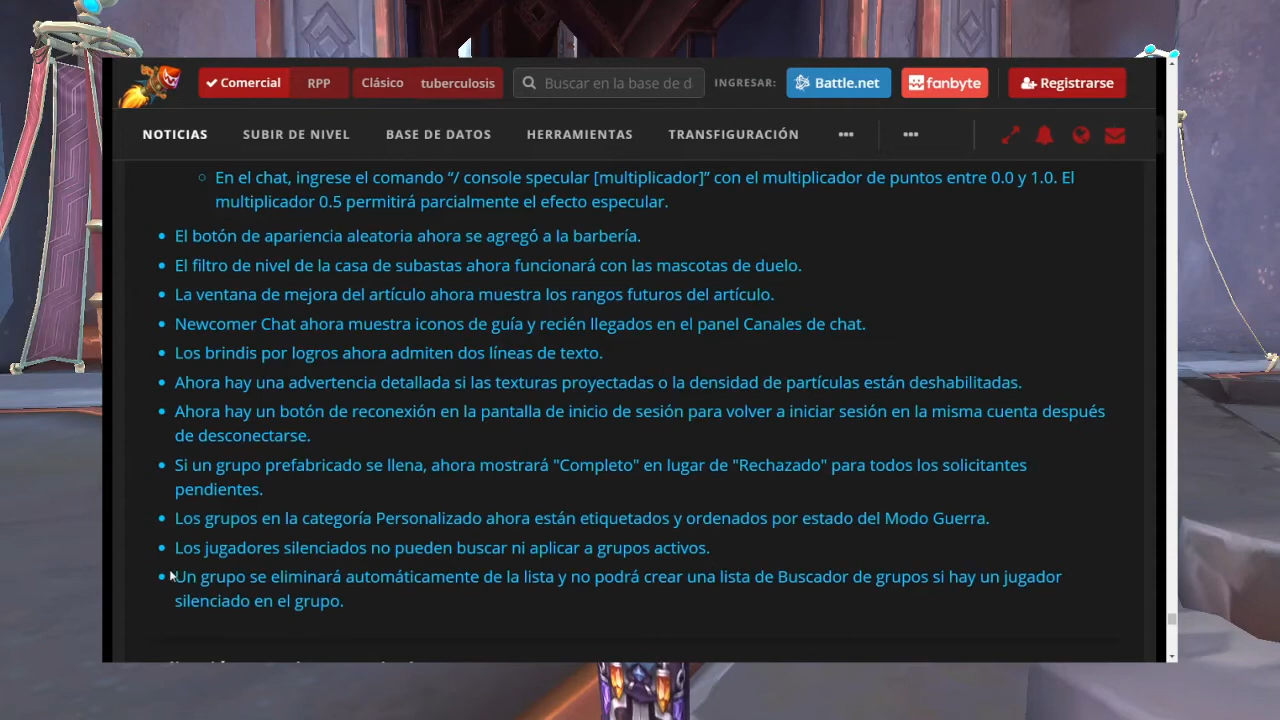 Comercial RPP Clásico tuberculosis Buscar en la base de d INGRESAR: Battle.net fanbyte Registrarse
NOTICIAS SUBIR DE NIVEL BASE DE DATOS HERRAMIENTAS TRANSFIGURACIÓN ••• •••
En el chat, ingrese el comando “/ console specular [multiplicador]” con el multiplicador de puntos entre 0.0 y 1.0. El
multiplicador 0.5 permitirá parcialmente el efecto especular.
El botón de apariencia aleatoria ahora se agregó a la barbería.
El filtro de nivel de la casa de subastas ahora funcionará con las mascotas de duelo.
La ventana de mejora del artículo ahora muestra los rangos futuros del artículo.
Newcomer Chat ahora muestra iconos de guía y recién llegados en el panel Canales de chat.
Los brindis por logros ahora admiten dos líneas de texto.
Ahora hay una advertencia detallada si las texturas proyectadas o la densidad de partículas están deshabilitadas.
Ahora hay un botón de reconexión en la pantalla de inicio de sesión para volver a iniciar sesión en la misma cuenta después
de desconectarse.
Si un grupo prefabricado se llena, ahora mostrará "Completo" en lugar de "Rechazado" para todos los solicitantes
pendientes.
Los grupos en la categoría Personalizado ahora están etiquetados y ordenados por estado del Modo Guerra.
Los jugadores silenciados no pueden buscar ni aplicar a grupos activos.
Un grupo se eliminará automáticamente de la lista y no podrá crear una lista de Buscador de grupos si hay un jugador
silenciado en el grupo.